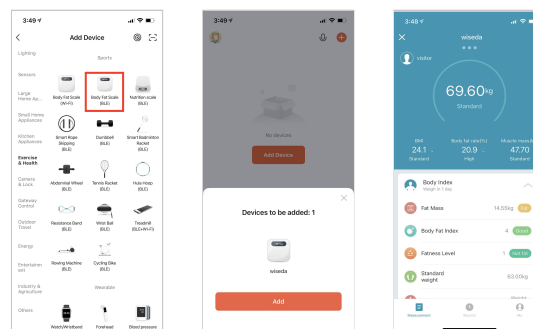 3:49
Add Device
Lighting
Sports
Sensors
Large
Home Au...
Body Fat Scale
(Wi-Fi)
Body Fat Scale
(BLE)
Nutrition scale
(BLE)
Small Home
Appliances
Kitchen
Appliances
Smart Rope
Skipping
(BLE)
Dumbbell
(BLE)
Smart Badminton
Racket
(BLE)
Exercise
& Health
Camera
& Lock
Abdominal Wheel
(BLE)
Tennis Racket
(BLE)
Hula Hoop
(BLE)
Gateway
Control
Outdoor
Travel
Resistance Band
(BLE)
Wrist Ball
(BLE)
Treadmill
(BLE+Wi-Fi)
Energy
Entertainm
ent
Rowing Machine
(BLE)
Cycling Bike
(BLE)
Industry &
Agriculture
Wearable
Others
Watch/Wristband
Forehead
Blood pressure
3:49
No devices
Add Device
Devices to be added: 1
wiseda
Add
3:48
wiseda
visitor
69.60kg
Standard
BMI
24.1
Standard
Body fat rate(%)
20.9
High
Muscle mass(k
47.70
Standard
Body Index
Weigh in 1 day
Fat Mass
14.55kg
Body Fat Index
4
Good
Fatness Level
1
Not fat
Standard
weight
63.00kg
Measurement